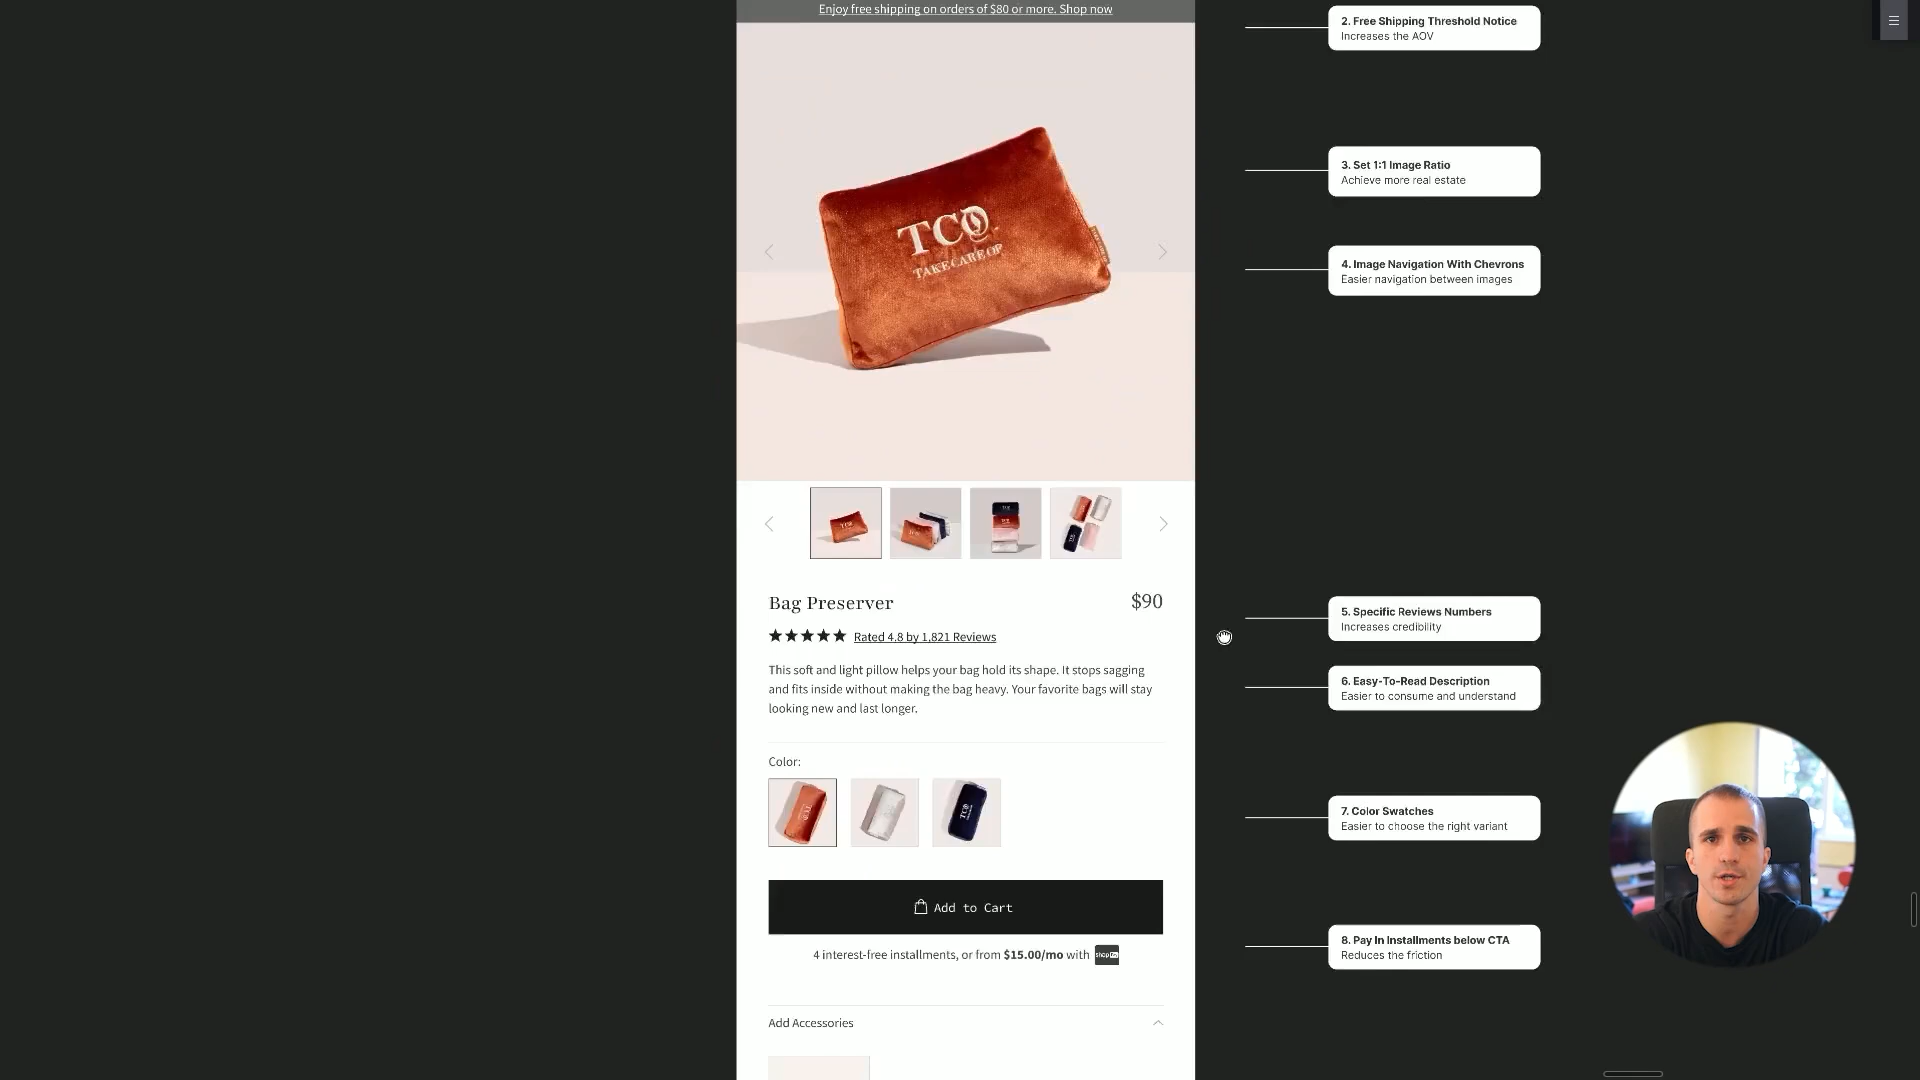 Enjoy free shipping on orders of $80 or more. Shop now
2. Free Shipping Threshold Notice
Increases the AOV
3. Set 1:1 Image Ratio
Achieve more real estate
TCO
TAKE CARE OF
4. Image Navigation With Chevrons
Easier navigation between images
Bag Preserver
$90
Rated 4.8 by 1,821 Reviews
5. Specific Reviews Numbers
Increases credibility
This soft and light pillow helps your bag hold its shape. It stops sagging
and fits inside without making the bag heavy. Your favorite bags will stay
looking new and last longer.
6. Easy-To-Read Description
Easier to consume and understand
Color:
7. Color Swatches
Easier to choose the right variant
Add to Cart
4 interest-free installments, or from $15.00/mo with shop Pay
8. Pay In Installments below CTA
Reduces the friction
Add Accessories